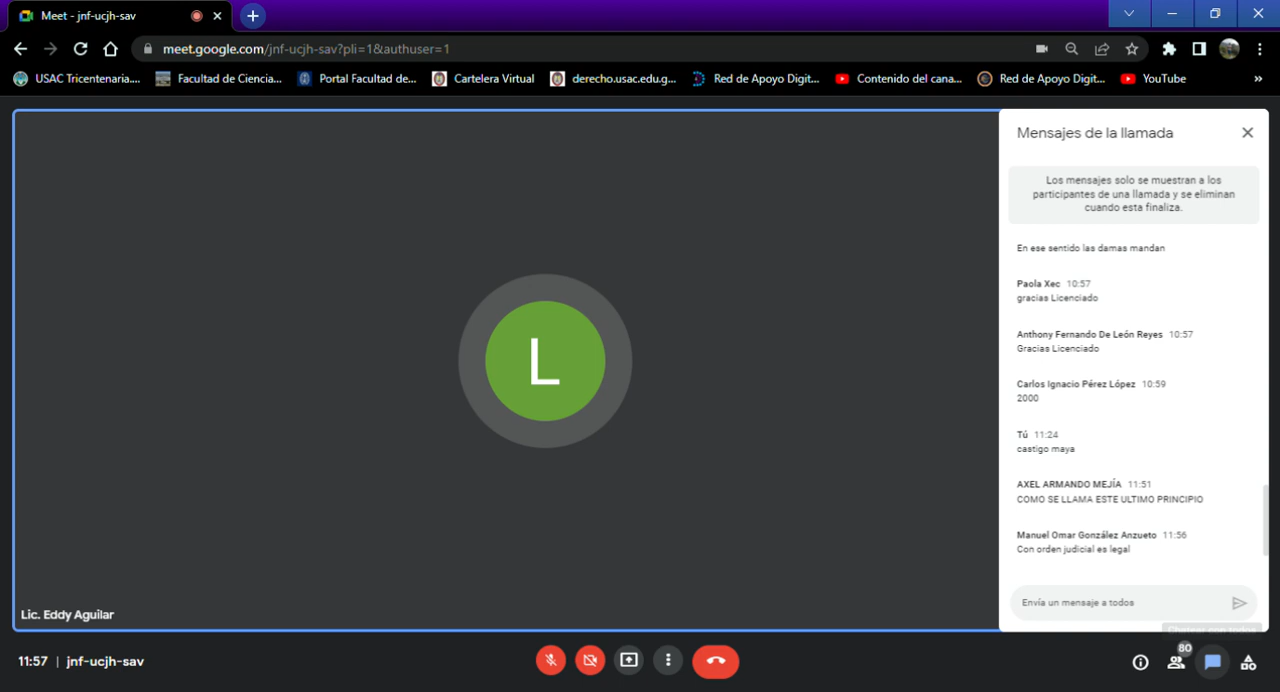 Meet - jnf-ucjh-sav
meet.google.com/jnf-ucjh-sav?pli=1&authuser=1
USAC Tricentenaria....
Facultad de Ciencia...
Portal Facultad de...
Cartelera Virtual
derecho.usac.edu.g...
Red de Apoyo Digit...
Contenido del cana...
Red de Apoyo Digit...
YouTube
»
Mensajes de la llamada
Los mensajes solo se muestran a los
participantes de una llamada y se eliminan
cuando esta finaliza.
En ese sentido las damas mandan
Paola Xec 10:57
gracias Licenciado
Anthony Fernando De León Reyes 10:57
Gracias Licenciado
Carlos Ignacio Pérez López 10:59
2000
Tú 11:24
castigo maya
AXEL ARMANDO MEJÍA 11:51
COMO SE LLAMA ESTE ULTIMO PRINCIPIO
Manuel Omar González Anzueto 11:56
Con orden judicial es legal
Envía un mensaje a todos
Chatear con todos
L
Lic. Eddy Aguilar
11:57 | jnf-ucjh-sav
80